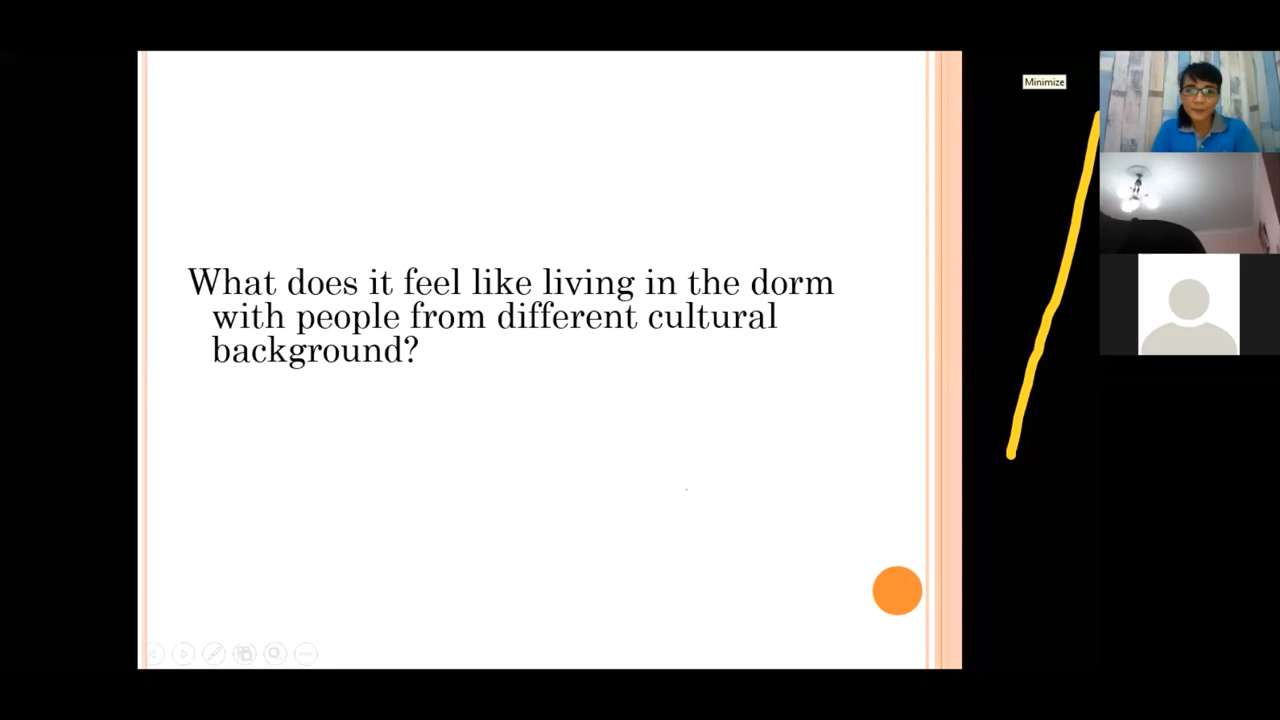 Minimize
What does it feel like living in the dorm
with people from different cultural
background?